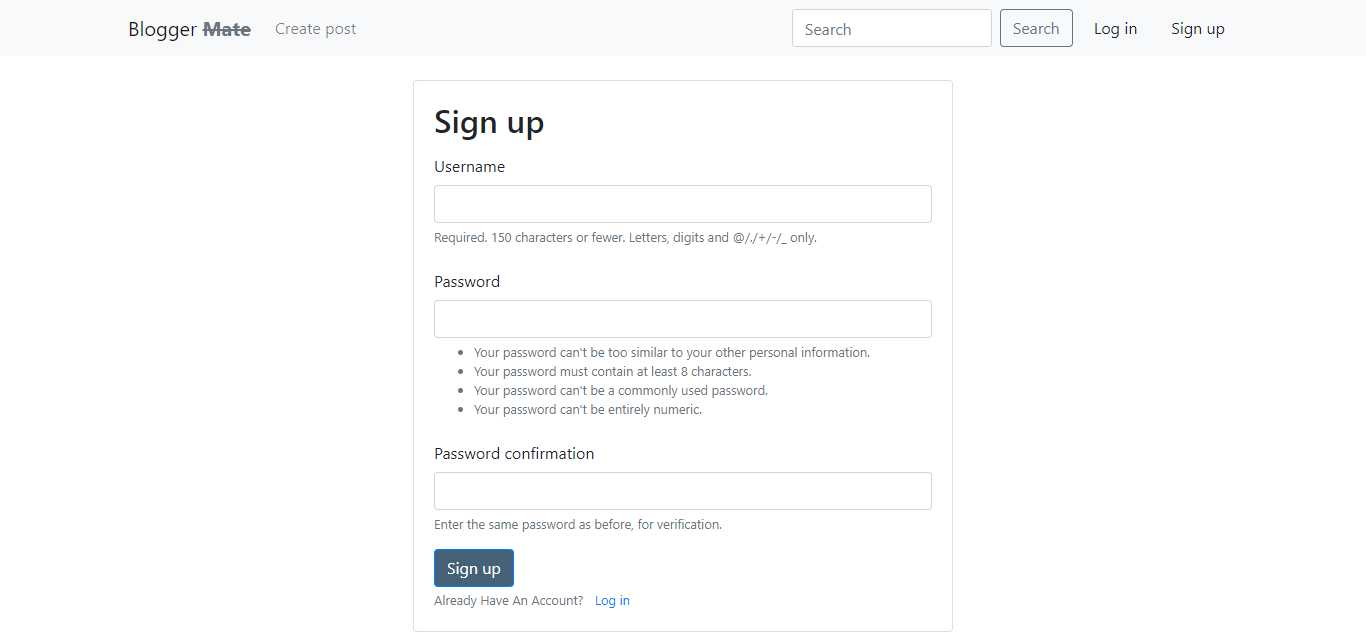 Blogger Mate Create post Search Search Log in Sign up
Sign up
Username
Required. 150 characters or fewer. Letters, digits and @/./+/-/_ only.
Password
Your password can't be too similar to your other personal information.
Your password must contain at least 8 characters.
Your password can't be a commonly used password.
Your password can't be entirely numeric.
Password confirmation
Enter the same password as before, for verification.
Sign up
Already Have An Account? Log in